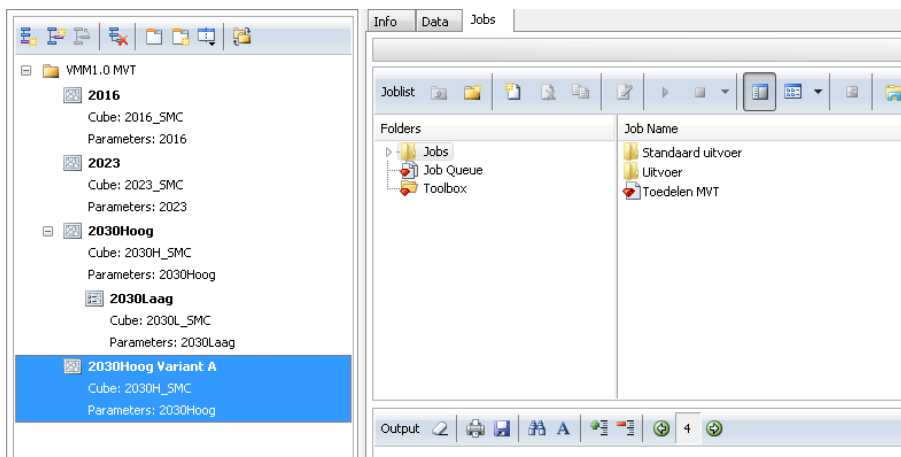 Info Data Jobs
VMM1.0 MVT
2016
Cube: 2016_SMC
Parameters: 2016
2023
Cube: 2023_SMC
Parameters: 2023
2030Hoog
Cube: 2030H_SMC
Parameters: 2030Hoog
2030Laag
Cube: 2030L_SMC
Parameters: 2030Laag
2030Hoog Variant A
Cube: 2030H_SMC
Parameters: 2030Hoog
Joblist
Folders
Jobs
Job Queue
Toolbox
Job Name
Standaard uitvoer
Uitvoer
Toedelen MVT
Output A 4